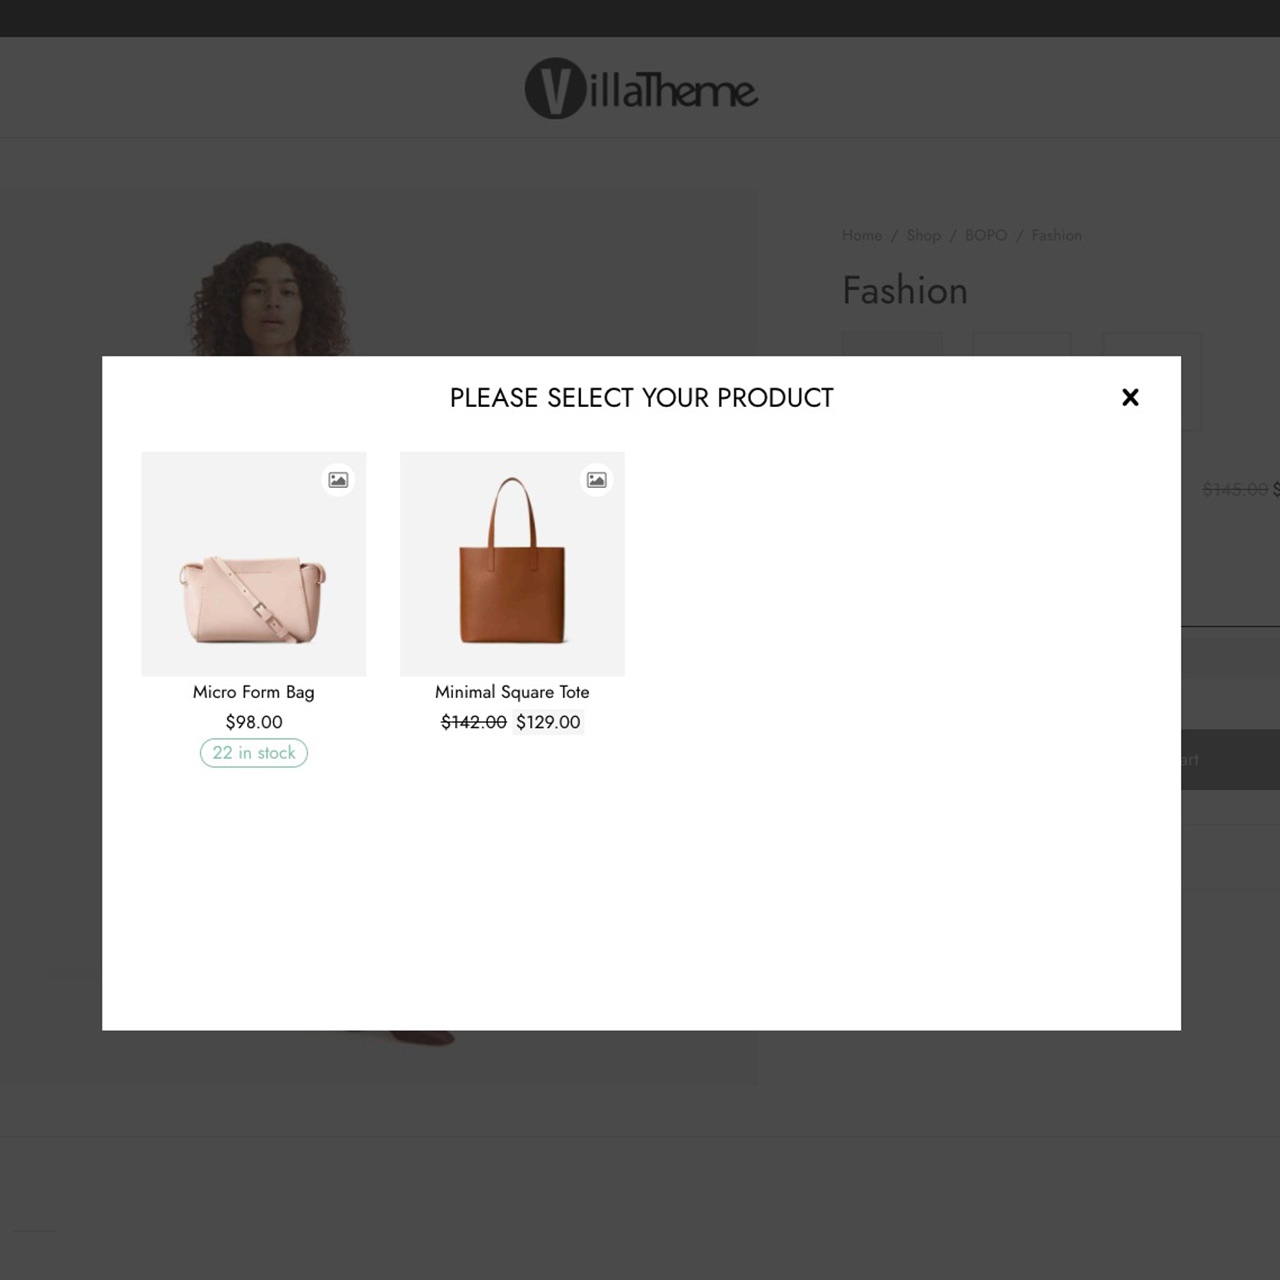 VillaTheme
Home / Shop / BOPO / Fashion
Fashion
PLEASE SELECT YOUR PRODUCT
$145.00 $
Micro Form Bag
$98.00
22 in stock
Minimal Square Tote
$142.00 $129.00
art